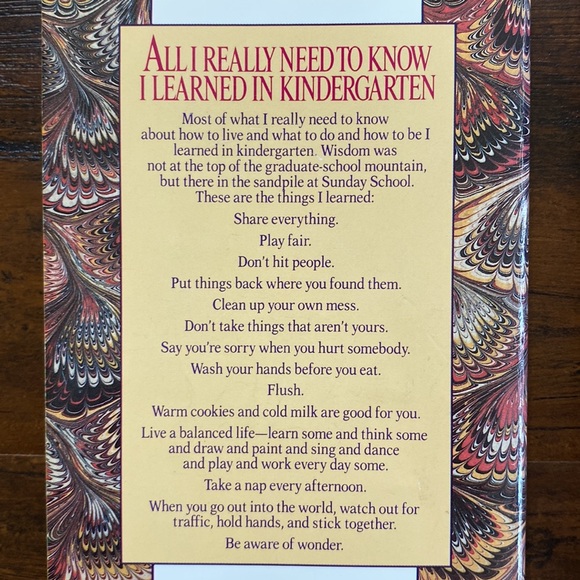 ALL I REALLY NEED TO KNOW
I LEARNED IN KINDERGARTEN
Most of what I really need to know
about how to live and what to do and how to be I
learned in kindergarten. Wisdom was
not at the top of the graduate-school mountain,
but there in the sandpile at Sunday School.
These are the things I learned:
Share everything.
Play fair.
Don't hit people.
Put things back where you found them.
Clean up your own mess.
Don't take things that aren't yours.
Say you're sorry when you hurt somebody.
Wash your hands before you eat.
Flush.
Warm cookies and cold milk are good for you.
Live a balanced life—learn some and think some
and draw and paint and sing and dance
and play and work every day some.
Take a nap every afternoon.
When you go out into the world, watch out for
traffic, hold hands, and stick together.
Be aware of wonder.